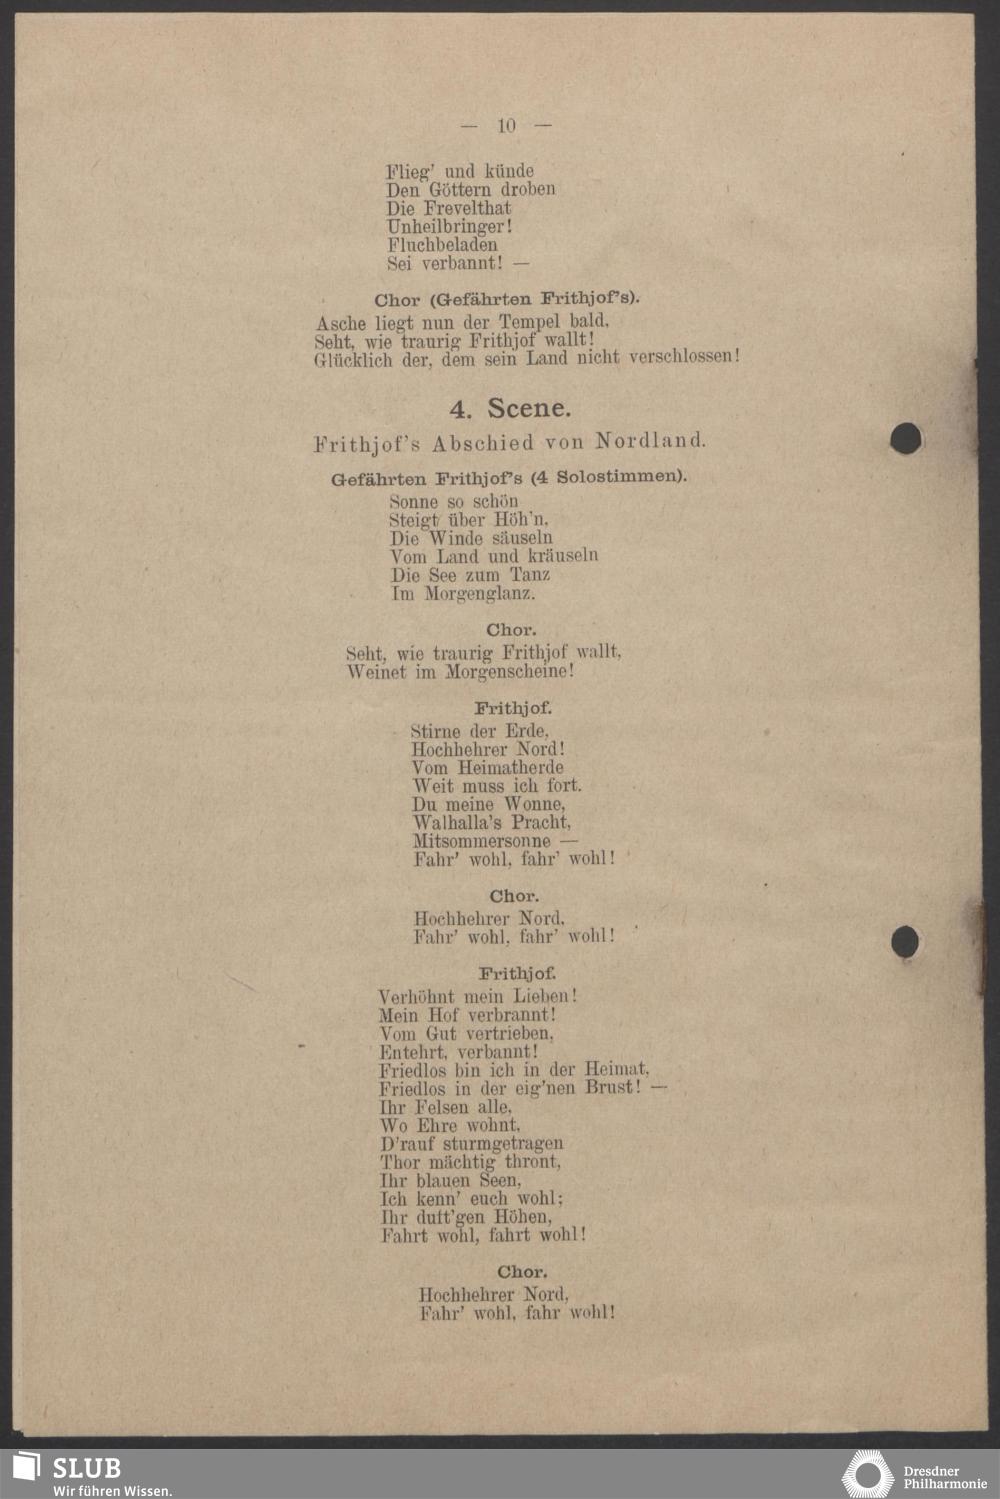 — 10 —
Flieg' und künde
Den Göttern droben
Die Frevelthat
Unheilbringer!
Fluchbeladen
Sei verbannt! —
Chor (Gefährten Frithjof's).
Asche liegt nun der Tempel bald,
Seht, wie traurig Frithjof wallt!
Glücklich der, dem sein Land nicht verschlossen!
4. Scene.
Frithjof's Abschied von Nordland.
Gefährten Frithjof's (4 Solostimmen).
Sonne so schön
Steigt über Höh'n,
Die Winde säuseln
Vom Land und kräuseln
Die See zum Tanz
Im Morgenglanz.
Chor.
Seht, wie traurig Frithjof wallt,
Weinet im Morgenscheine!
Frithjof.
Stirne der Erde,
Hochhehrer Nord!
Vom Heimatherde
Weit muss ich fort.
Du meine Wonne,
Walhalla's Pracht,
Mitsommersonne —
Fahr' wohl, fahr' wohl!
Chor.
Hochhehrer Nord,
Fahr' wohl, fahr' wohl!
Frithjof.
Verhöhnt mein Lieben!
Mein Hof verbrannt!
Vom Gut vertrieben,
Entehrt, verbannt!
Friedlos bin ich in der Heimat,
Friedlos in der eig'nen Brust! —
Ihr Felsen alle,
Wo Ehre wohnt,
D'rauf sturmgetragen
Thor mächtig thront,
Ihr blauen Seen,
Ich kenn' euch wohl;
Ihr duft'gen Höhen,
Fahrt wohl, fahrt wohl!
Chor.
Hochhehrer Nord,
Fahr' wohl, fahr wohl!
SLUB
Wir führen Wissen.
Dresdner
Philharmonie